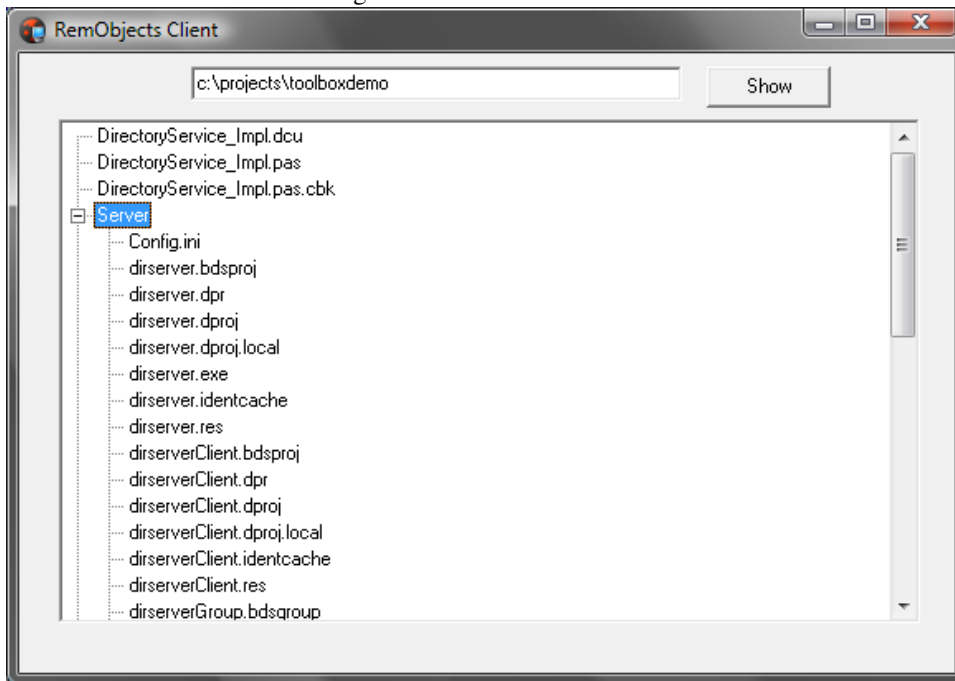 RemObjects Client
c:\projects\toolboxdemo
Show
DirectoryService_Impl.dcu
DirectoryService_Impl.pas
DirectoryService_Impl.pas.cbk
Server
Config.ini
dirserver.bdsproj
dirserver.dpr
dirserver.dproj
dirserver.dproj.local
dirserver.exe
dirserver.identcache
dirserver.res
dirserverClient.bdsproj
dirserverClient.dpr
dirserverClient.dproj
dirserverClient.dproj.local
dirserverClient.identcache
dirserverClient.res
dirserverGroup.bdsgroup